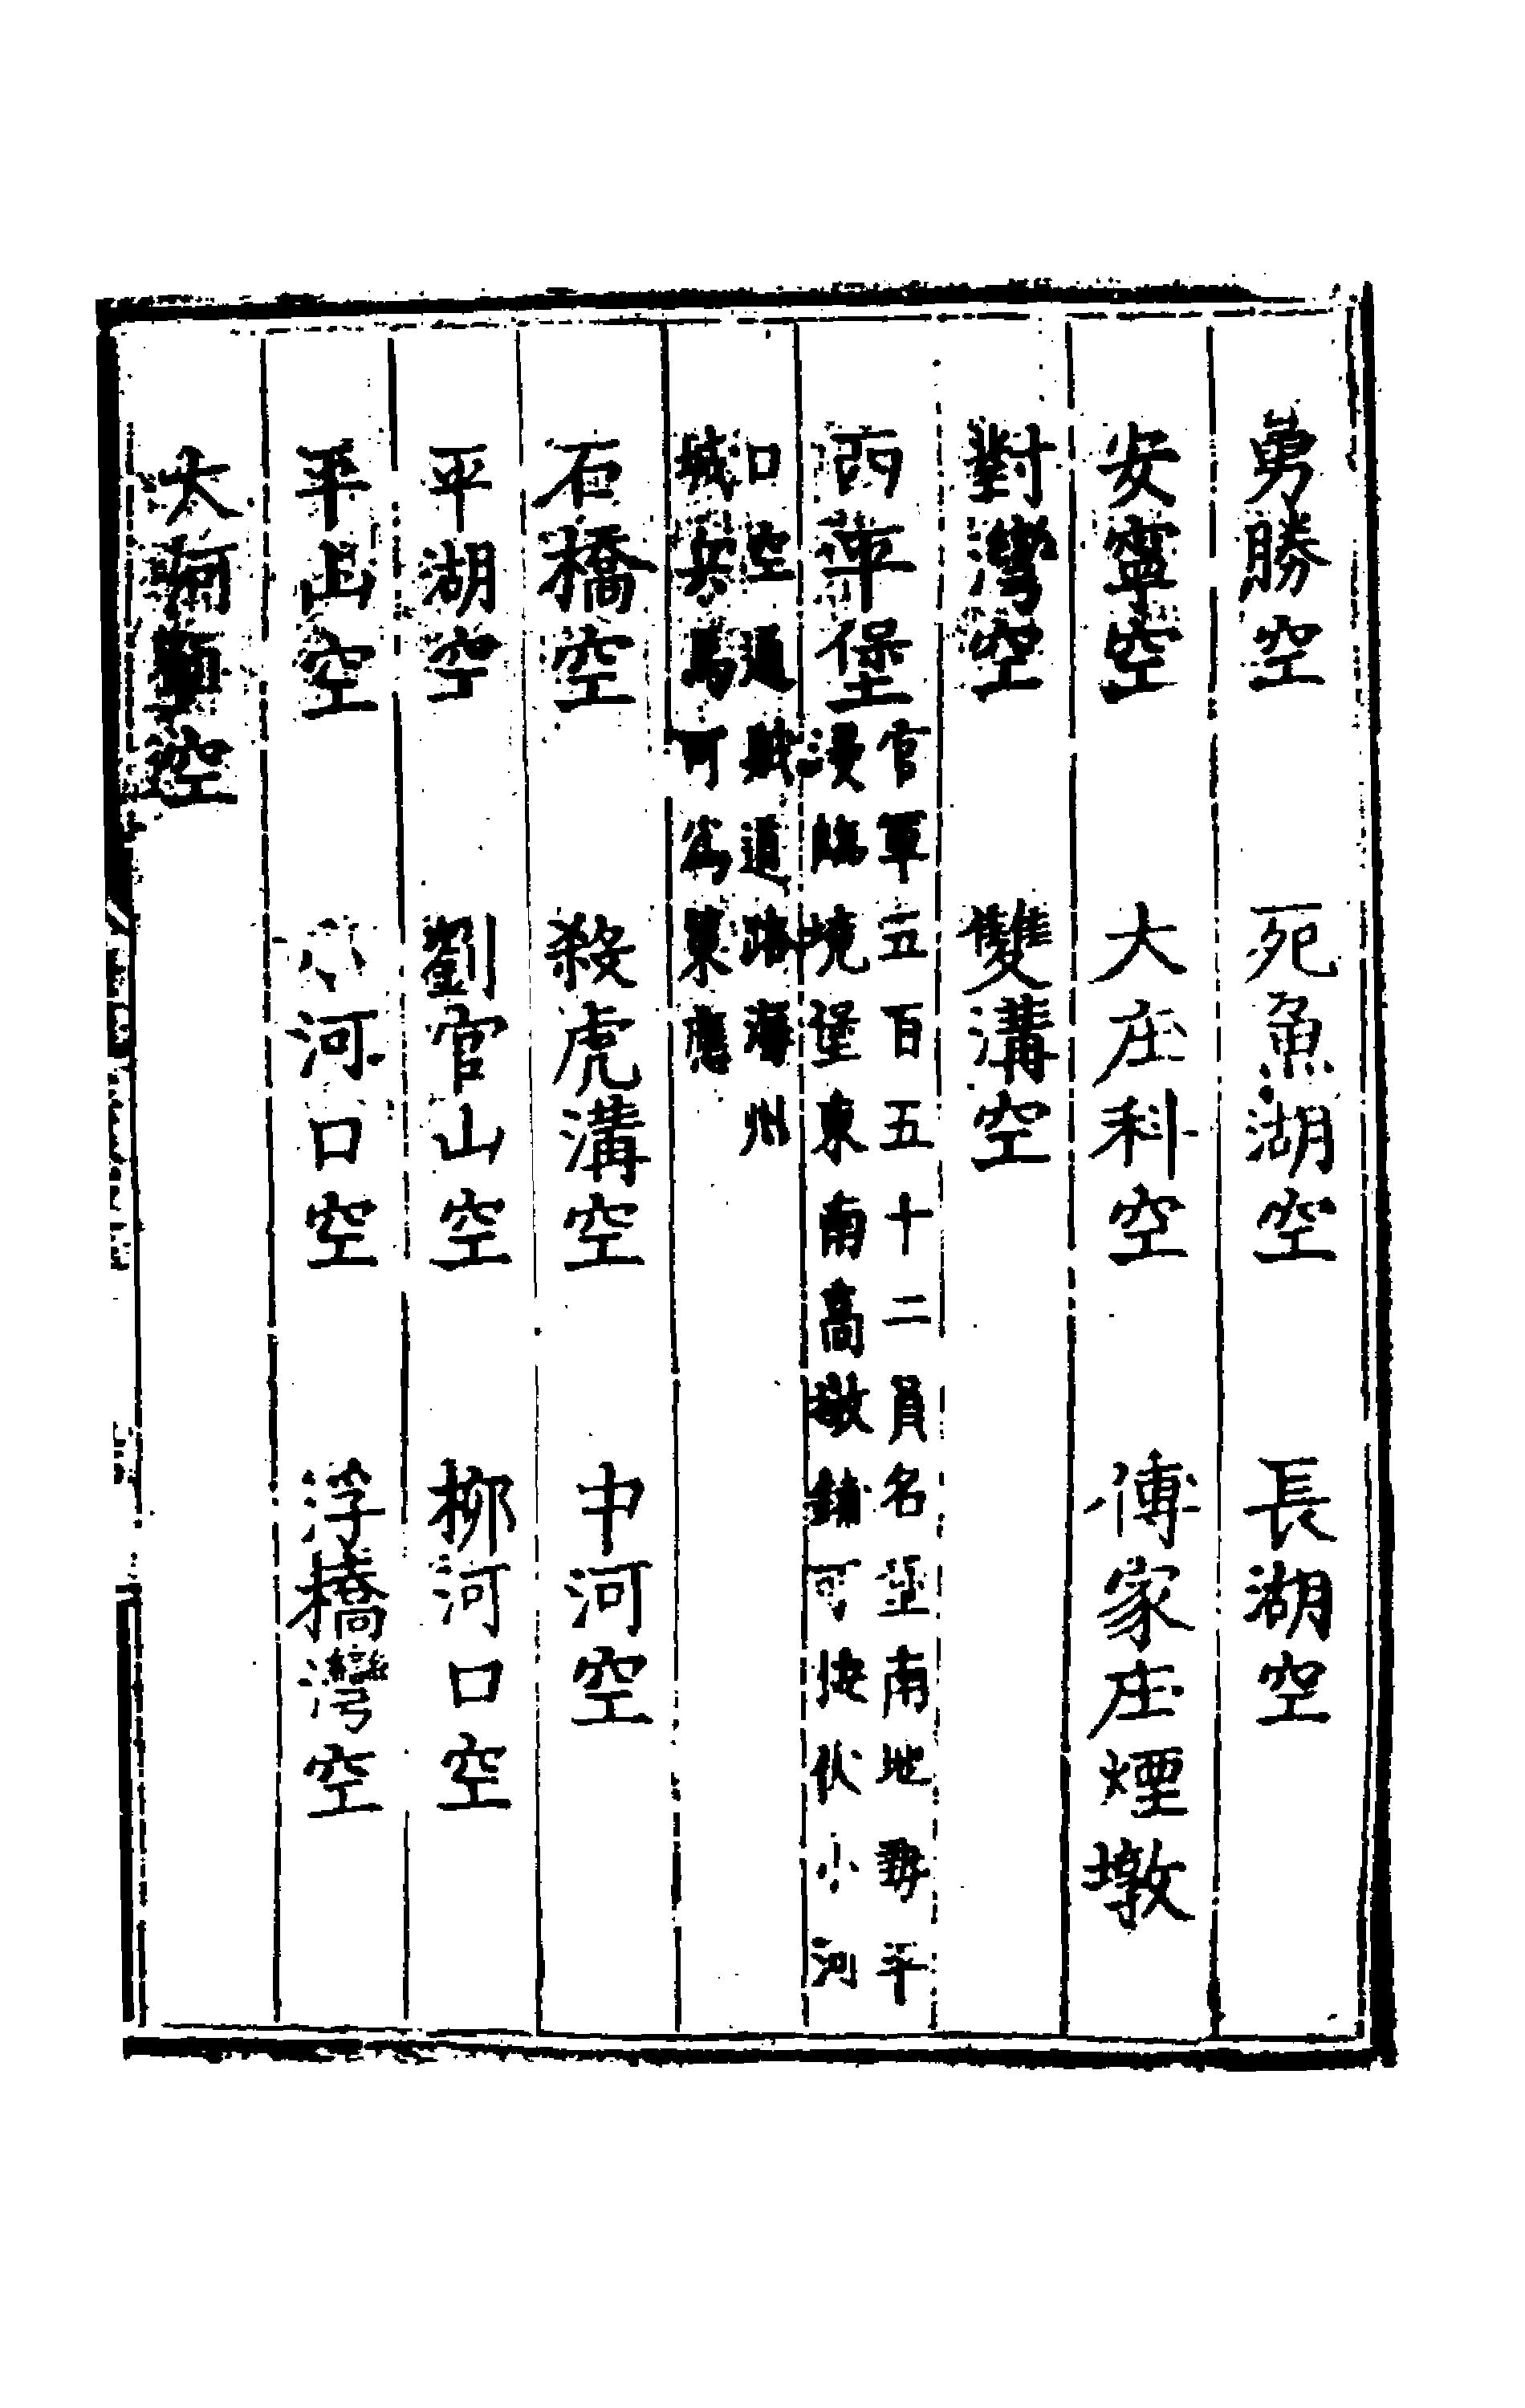 勇勝空　死魚湖空　長湖空
安寧空　大庄科空　傅家庄煙墩
對灣空　雙溝空
西平堡
官軍五百五十二員名堡南地勢平
漫臨境堡東南高墩鋪可按伏小河
口空通賊道路海州
城兵馬可為策應
石橋空　殺虎溝空　中河空
平湖空　劉官山空　柳河口空
平山空　小河口空　浮橋灣空
大河空